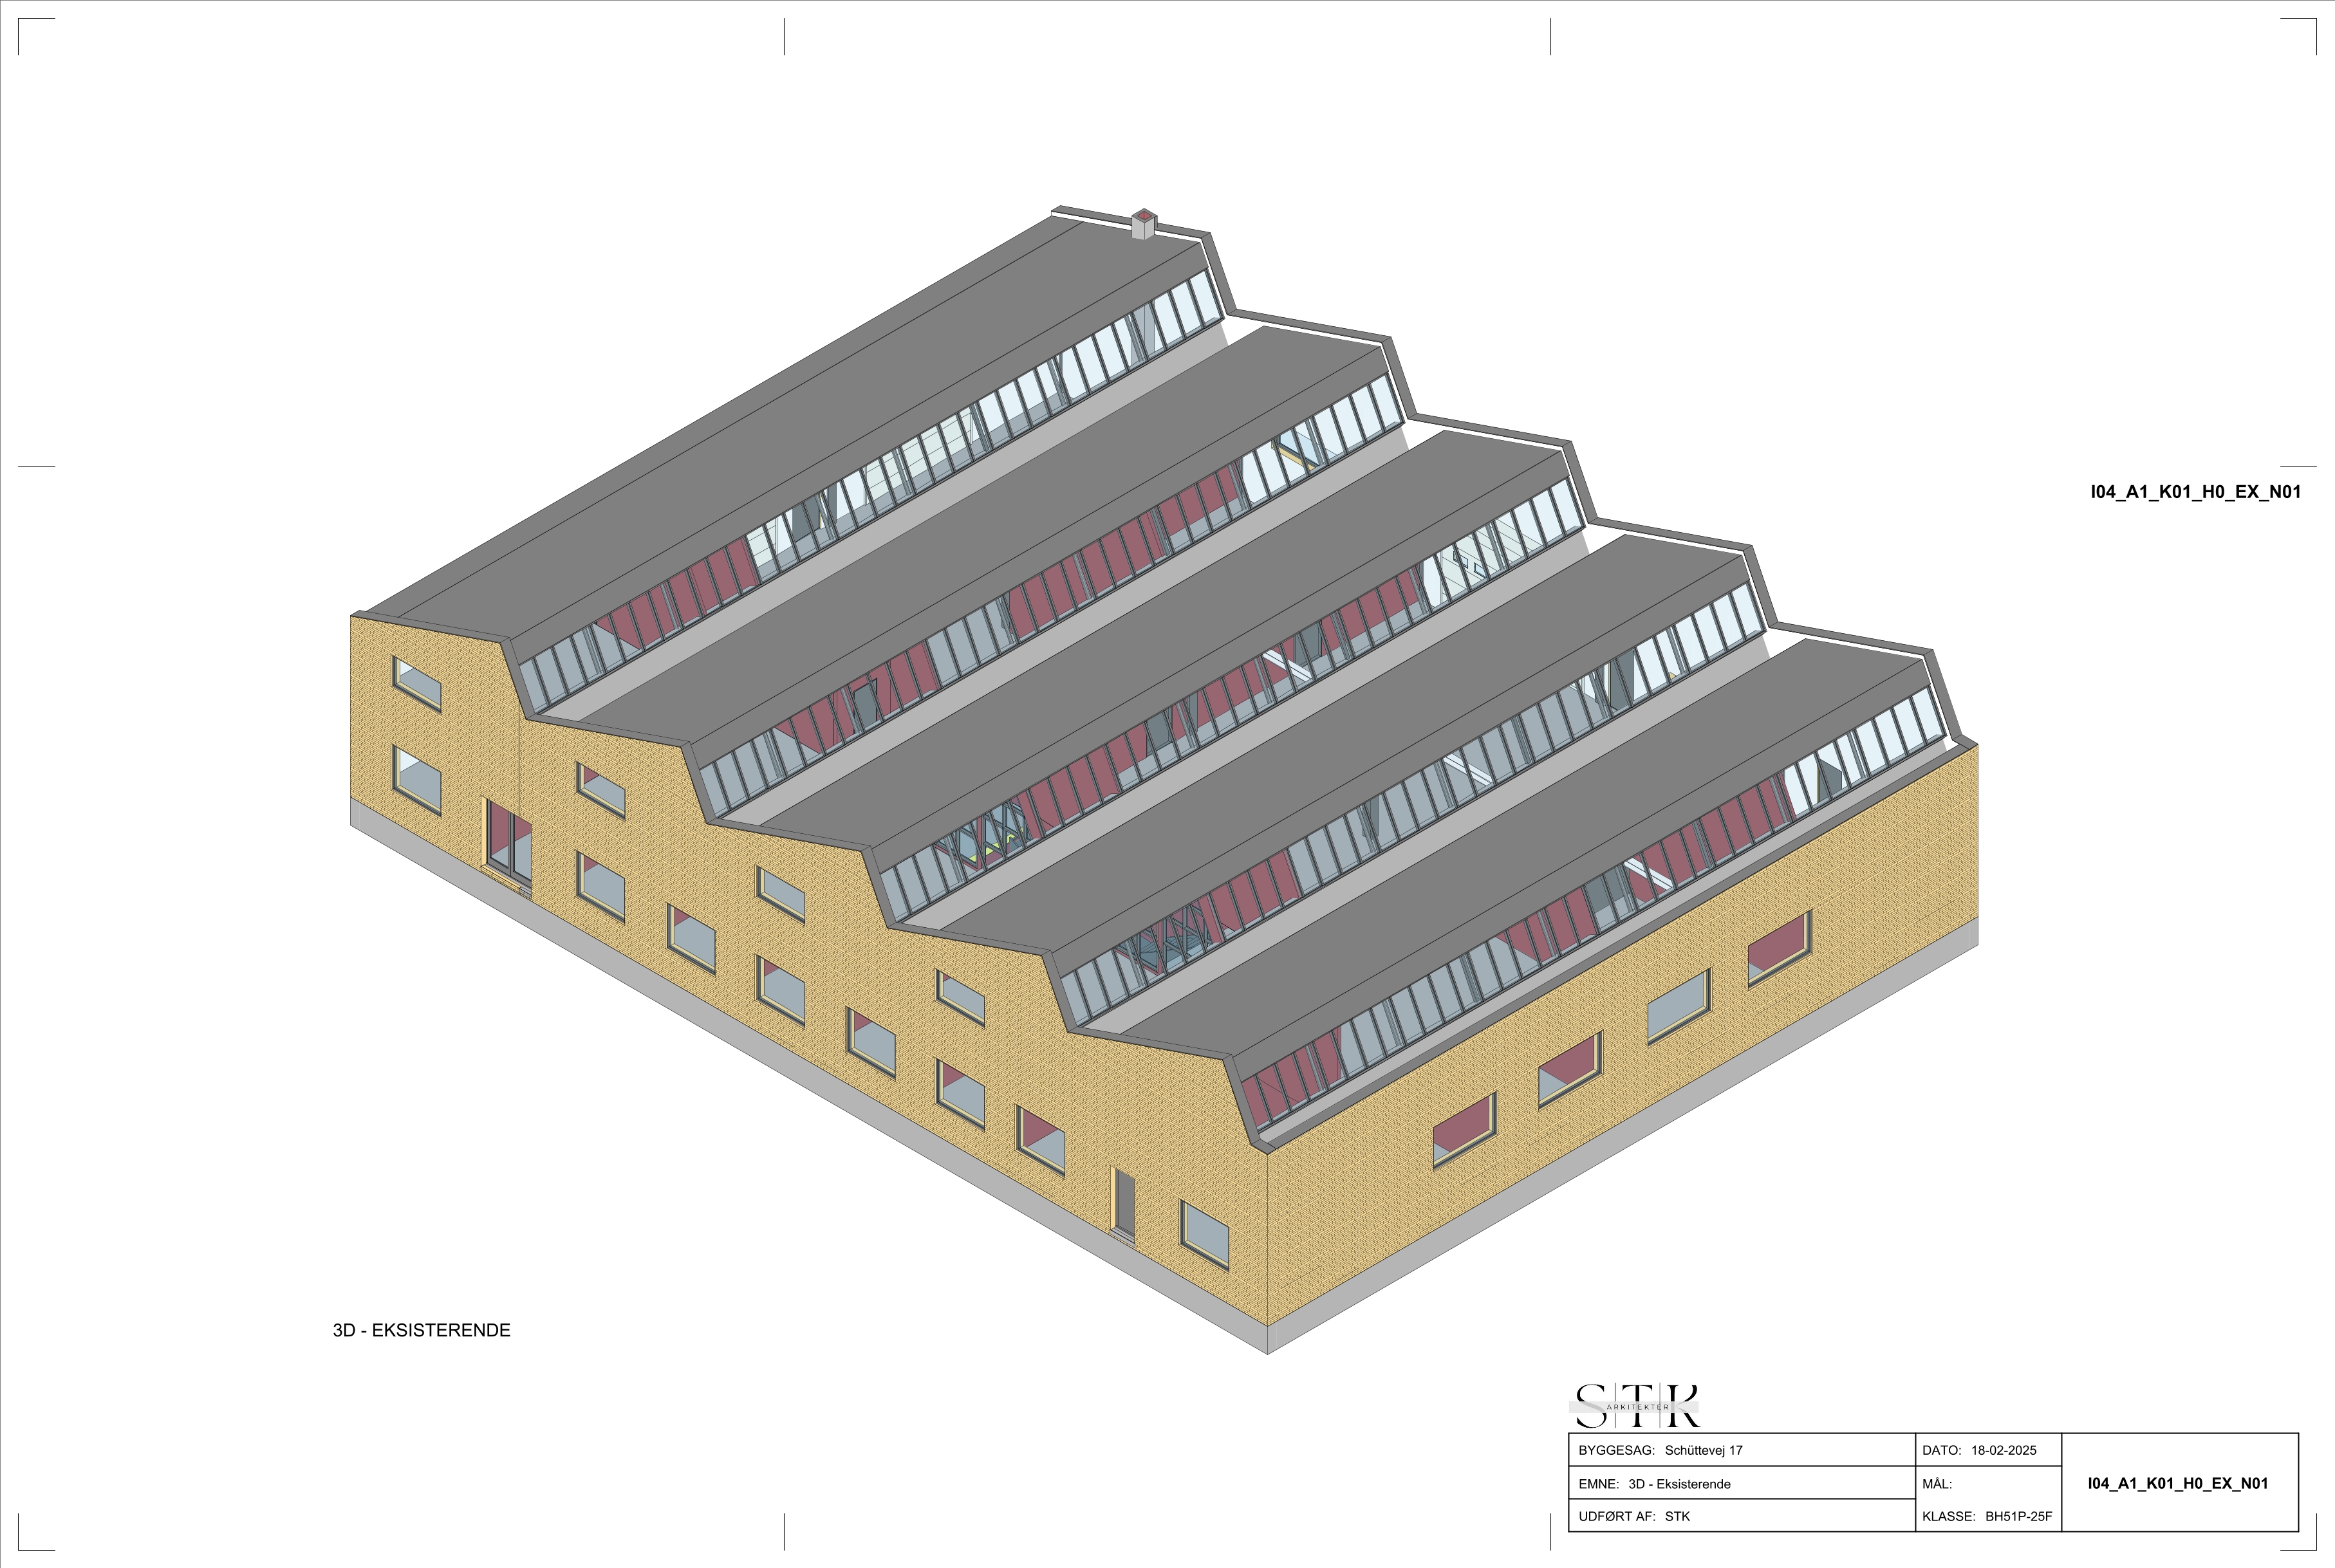 I04_A1_K01_H0_EX_N01
3D - EKSISTERENDE
STK
ARKITEKTER
BYGGESAG: Schüttevej 17
DATO: 18-02-2025
EMNE: 3D - Eksisterende
MÅL:
I04_A1_K01_H0_EX_N01
UDFØRT AF: STK
KLASSE: BH51P-25F